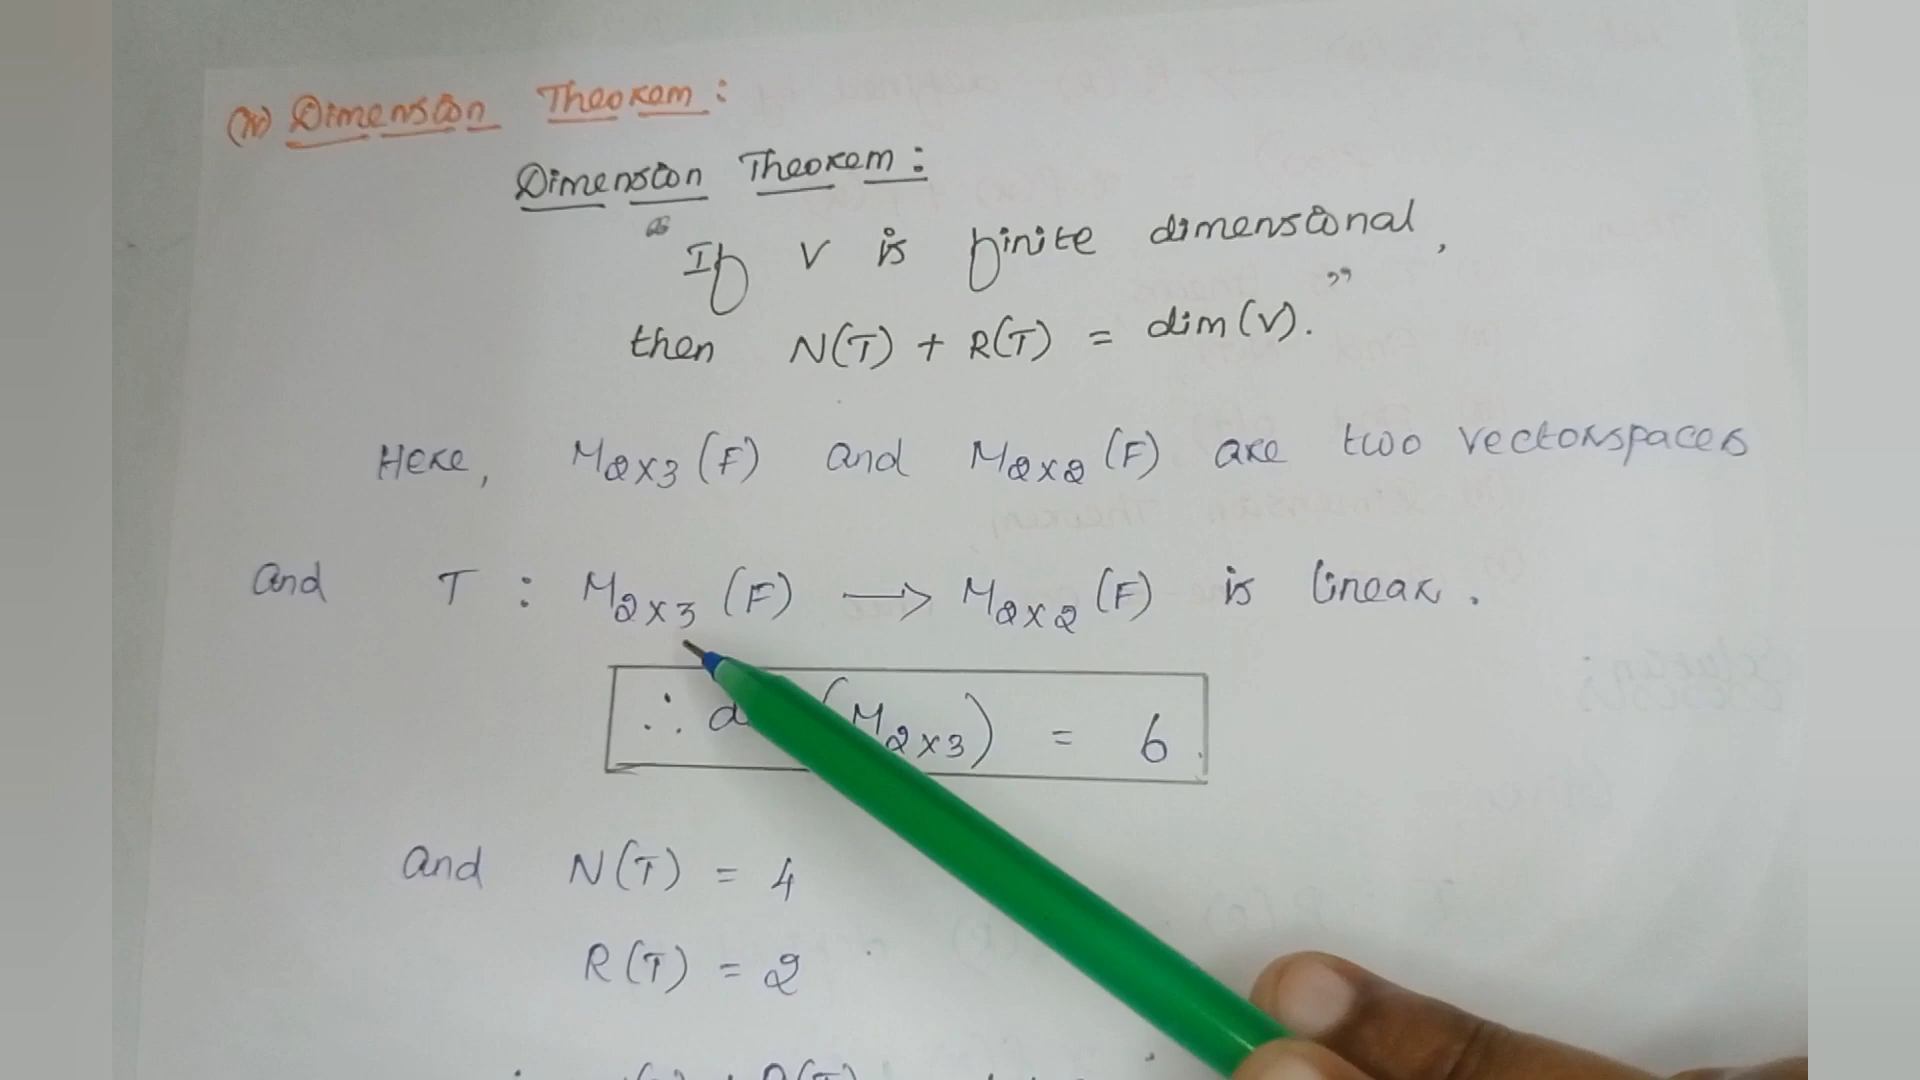 (iv) Dimension Theorem :
Dimension Theorem :
" If V is finite dimensional ,
then N(T) + R(T) = dim (V). "
Here, M2x3 (F) and M2x2 (F) are two vectorspaces
and T : M2x3 (F) → M2x2 (F) is linear .
∴ (M2x3) = 6 .
and N(T) = 4
R(T) = 2